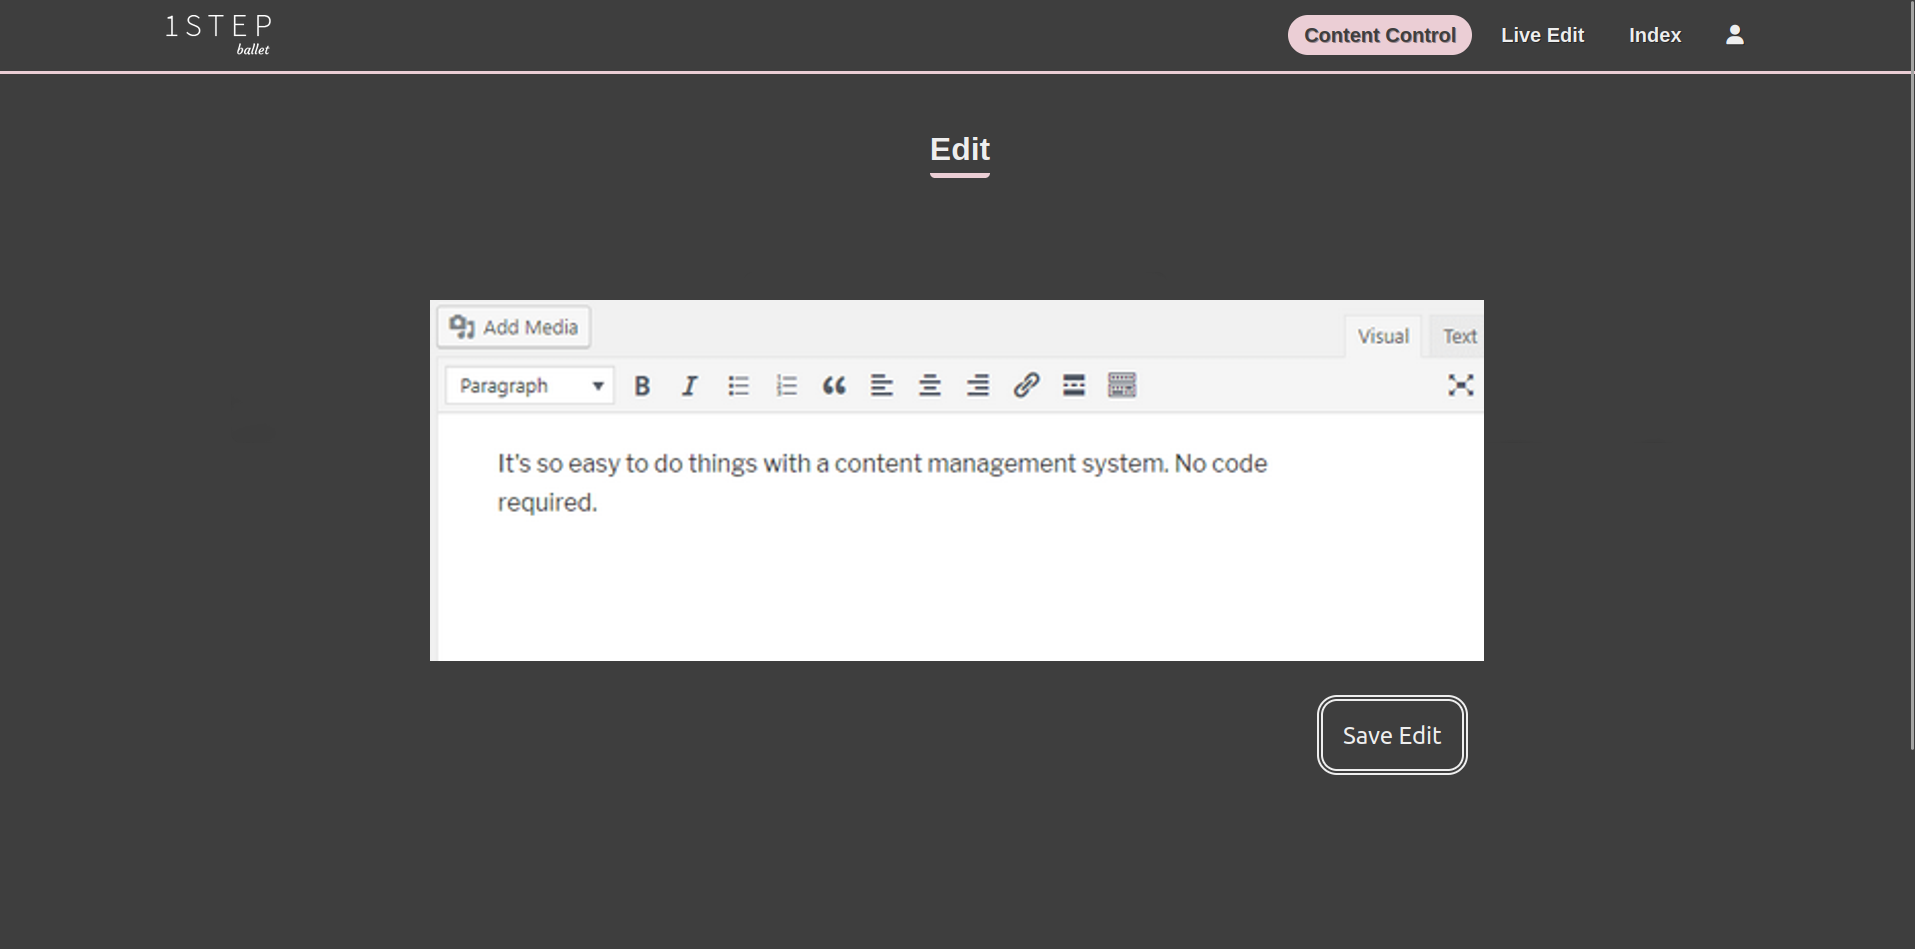 1STEP
ballet
Content Control
Live Edit
Index
Edit
Add Media
Visual
Text
Paragraph
B
I
It's so easy to do things with a content management system. No code
required.
Save Edit